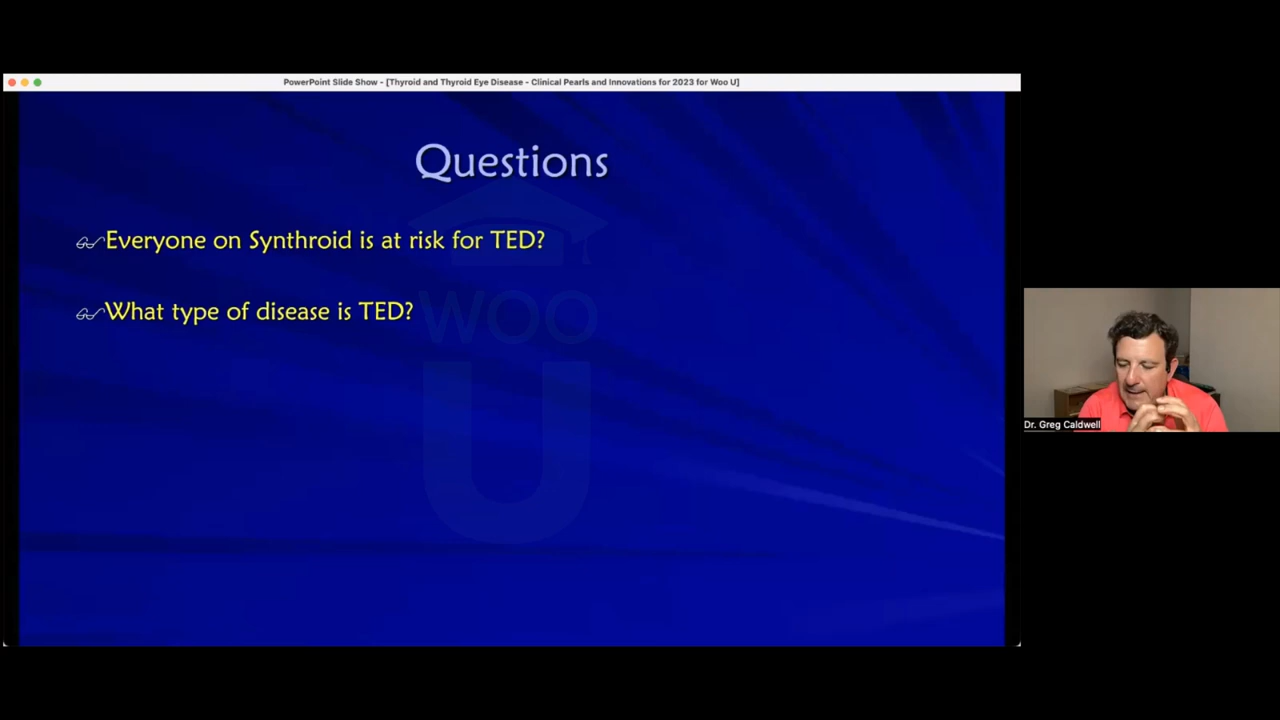 PowerPoint Slide Show - [Thyroid and Thyroid Eye Disease - Clinical Pearls and Innovations for 2023 for Woo U]
Questions
Everyone on Synthroid is at risk for TED?
What type of disease is TED?
WOO
U
Dr. Greg Caldwell